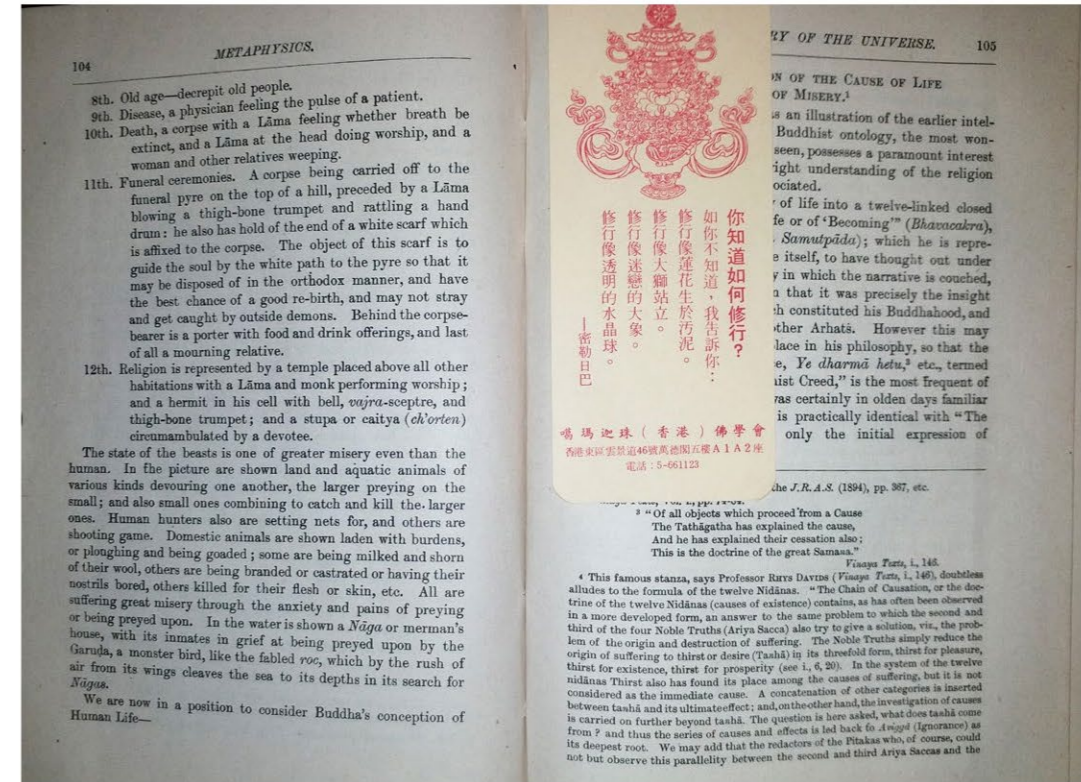 104
METAPHYSICS.
8th. Old age—decrepit old people.
9th. Disease, a physician feeling the pulse of a patient.
10th. Death, a corpse with a Lāma feeling whether breath be
extinct, and a Lāma at the head doing worship, and a
woman and other relatives weeping.
11th. Funeral ceremonies. A corpse being carried off to the
funeral pyre on the top of a hill, preceded by a Lāma
blowing a thigh-bone trumpet and rattling a hand
drum: he also has hold of the end of a white scarf which
is affixed to the corpse. The object of this scarf is to
guide the soul by the white path to the pyre so that it
may be disposed of in the orthodox manner, and have
the best chance of a good re-birth, and may not stray
and get caught by outside demons. Behind the corpse-
bearer is a porter with food and drink offerings, and last
of all a mourning relative.
12th. Religion is represented by a temple placed above all other
habitations with a Lāma and monk performing worship;
and a hermit in his cell with bell, vajra-sceptre, and
thigh-bone trumpet; and a stupa or caitya (ch'orten)
circumambulated by a devotee.
The state of the beasts is one of greater misery even than the
human. In the picture are shown land and aquatic animals of
various kinds devouring one another, the larger preying on the
small; and also small ones combining to catch and kill the larger
ones. Human hunters also are setting nets for, and others are
shooting game. Domestic animals are shown laden with burdens,
or ploughing and being goaded; some are being milked and shorn
of their wool, others are being branded or castrated or having their
nostrils bored, others killed for their flesh or skin, etc. All are
suffering great misery through the anxiety and pains of preying
or being preyed upon. In the water is shown a Nāga or merman's
house, with its inmates in grief at being preyed upon by the
Garuḍa, a monster bird, like the fabled roc, which by the rush of
air from its wings cleaves the sea to its depths in its search for
Nāgas.
We are now in a position to consider Buddha's conception of
Human Life—
OF THE UNIVERSE.
105
OF THE CAUSE OF LIFE
OF MISERY.¹
an illustration of the earlier intel-
Buddhist ontology, the most won-
seen, possesses a paramount interest
understanding of the religion
of life into a twelve-linked closed
or of 'Becoming'" (Bhavacakra),
Samutpāda); which he is repre-
itself, to have thought out under
in which the narrative is couched,
that it was precisely the insight
constituted his Buddhahood, and
Arhats. However this may
in his philosophy, so that the
Ye dharmā hetu,³ etc., termed
Creed," is the most frequent of
certainly in olden days familiar
is practically identical with "The
only the initial expression of
你知道如何修行?
如你不知道,我告訴你:
修行像蓮花生於汚泥。
修行像大獅站立。
修行像迷戀的大象。
修行像透明的水晶球。
—密勒日巴
噶瑪迦珠(香港)佛學會
香港東區雲景道46號萬德閣五樓A1A2座
電話:5-661123
the J.R.A.S. (1894), pp. 367, etc.
³ "Of all objects which proceed from a Cause
The Tathāgatha has explained the cause,
And he has explained their cessation also;
This is the doctrine of the great Samaṇa."
Vinaya Texts, i., 146.
⁴ This famous stanza, says Professor RHYS DAVIDS (Vinaya Texts, i., 146), doubtless
alludes to the formula of the twelve Nidānas. "The Chain of Causation, or the doc-
trine of the twelve Nidānas (causes of existence) contains, as has often been observed
in a more developed form, an answer to the same problem to which the second and
third of the four Noble Truths (Ariya Sacca) also try to give a solution, viz., the prob-
lem of the origin and destruction of suffering. The Noble Truths simply reduce the
origin of suffering to thirst or desire (Taṇhā) in its threefold form, thirst for pleasure,
thirst for existence, thirst for prosperity (see i., 6, 20). In the system of the twelve
nidānas Thirst also has found its place among the causes of suffering, but it is not
considered as the immediate cause. A concatenation of other categories is inserted
between taṇhā and its ultimate effect; and, on the other hand, the investigation of causes
is carried on further beyond taṇhā. The question is here asked, what does taṇhā come
from? and thus the series of causes and effects is led back to Avijjā (Ignorance) as
its deepest root. We may add that the redactors of the Pitakas who, of course, could
not but observe this parallelity between the second and third Ariya Saccas and the